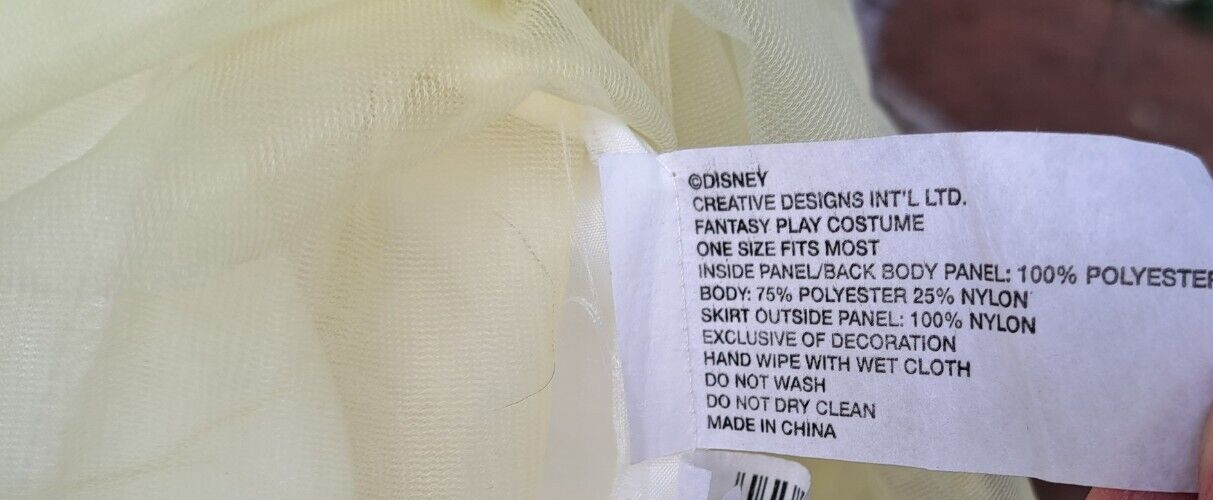 ©DISNEY
CREATIVE DESIGNS INT'L LTD.
FANTASY PLAY COSTUME
ONE SIZE FITS MOST
INSIDE PANEL/BACK BODY PANEL: 100% POLYESTER
BODY: 75% POLYESTER 25% NYLON
SKIRT OUTSIDE PANEL: 100% NYLON
EXCLUSIVE OF DECORATION
HAND WIPE WITH WET CLOTH
DO NOT WASH
DO NOT DRY CLEAN
MADE IN CHINA